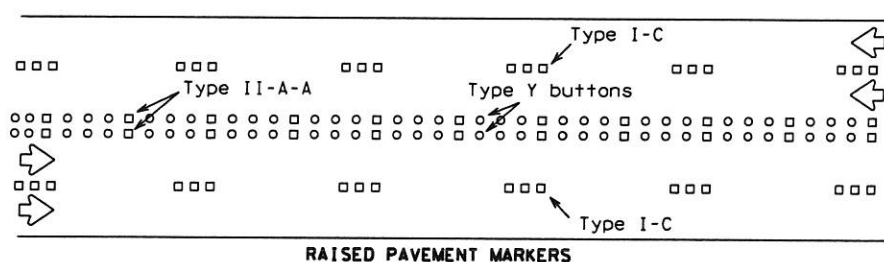 Type I-C
Type II-A-A
Type Y buttons
Type I-C
RAISED PAVEMENT MARKERS